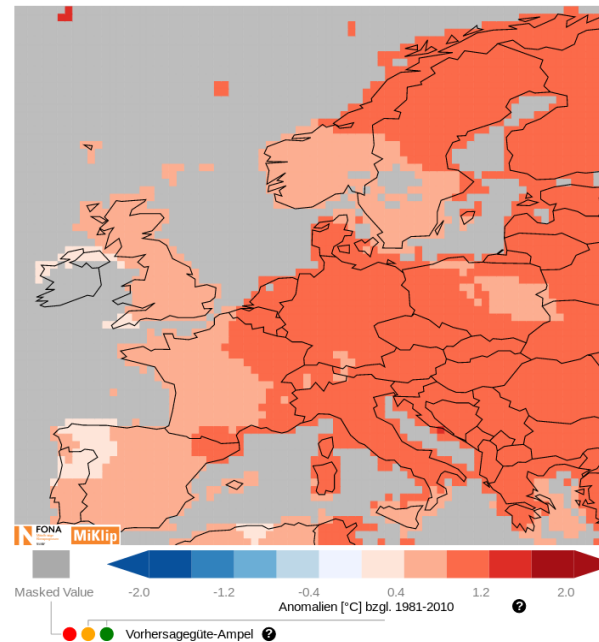 FONA
MiKlip
Masked Value
-2.0 -1.2 -0.4 0.4 1.2 2.0
Anomalien [°C] bzgl. 1981-2010 ?
Vorhersagegüte-Ampel ?